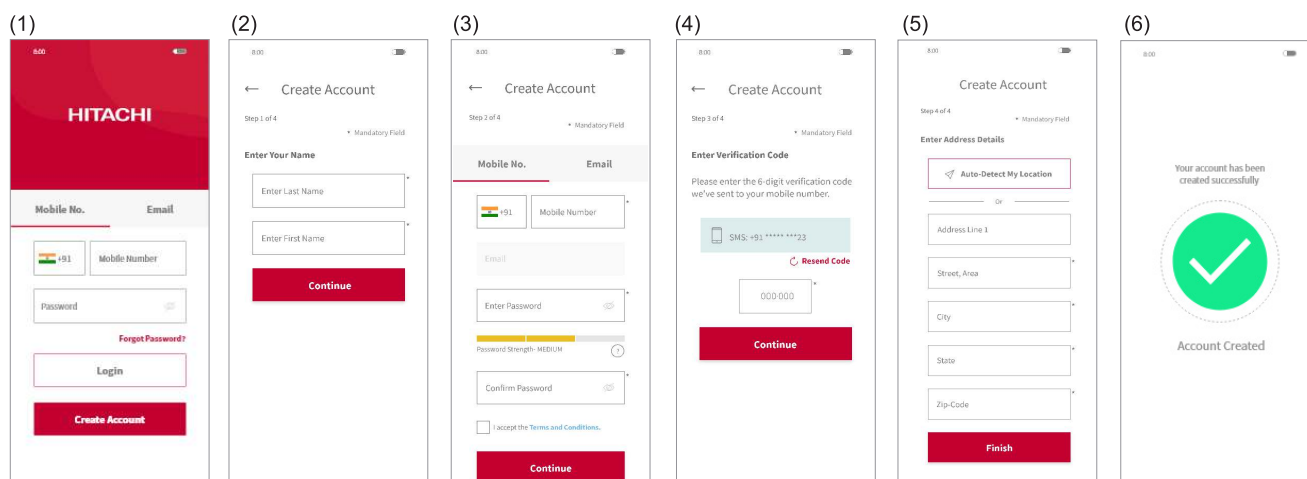 (1)
8:00
HITACHI
Mobile No. Email
+91 Mobile Number
Password
Forgot Password?
Login
Create Account
(2)
8:00
← Create Account
Step 1 of 4
* Mandatory Field
Enter Your Name
Enter Last Name *
Enter First Name *
Continue
(3)
8:00
← Create Account
Step 2 of 4
* Mandatory Field
Mobile No. Email
+91 Mobile Number *
Email
Enter Password *
Password Strength- MEDIUM ?
Confirm Password *
I accept the Terms and Conditions.
Continue
(4)
8:00
← Create Account
Step 3 of 4
* Mandatory Field
Enter Verification Code
Please enter the 6-digit verification code
we've sent to your mobile number.
SMS: +91 ***** ***23
Resend Code
000-000 *
Continue
(5)
8:00
Create Account
Step 4 of 4
* Mandatory Field
Enter Address Details
Auto-Detect My Location
Or
Address Line 1
Street, Area *
City *
State *
Zip-Code *
Finish
(6)
8:00
Your account has been
created successfully
Account Created